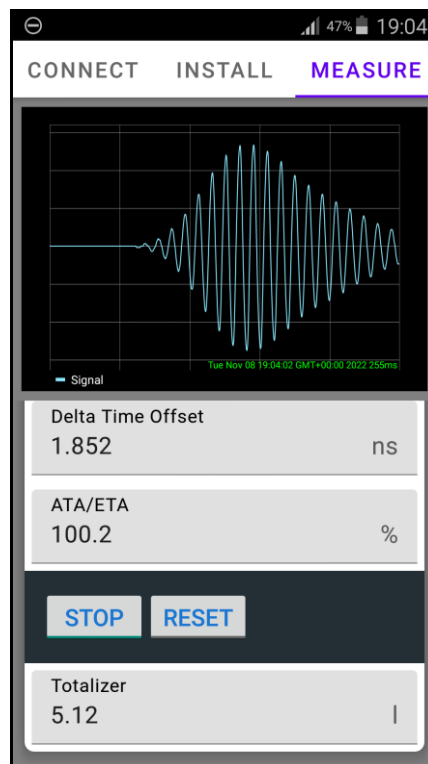 47% 19:04
CONNECT INSTALL MEASURE
Tue Nov 08 19:04:02 GMT+00:00 2022 255ms
Signal
Delta Time Offset
1.852 ns
ATA/ETA
100.2 %
STOP RESET
Totalizer
5.12 l